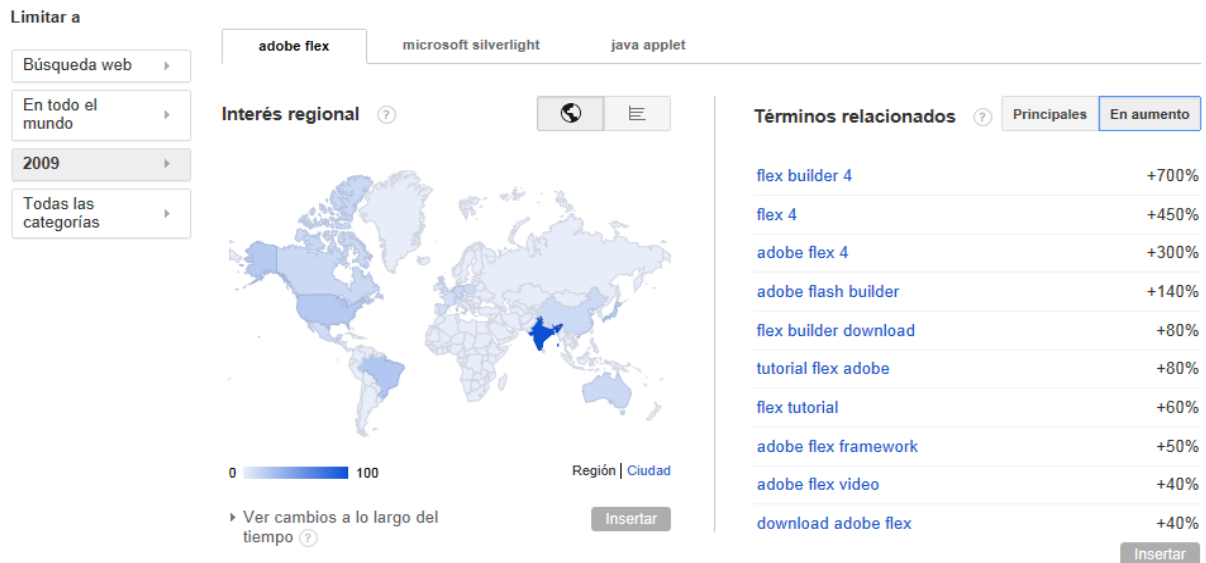 Limitar a
Búsqueda web
En todo el
mundo
2009
Todas las
categorías
adobe flex
microsoft silverlight
java applet
Interés regional ?
0
100
Región | Ciudad
Ver cambios a lo largo del
tiempo ?
Insertar
Términos relacionados ?
Principales
En aumento
flex builder 4 +700%
flex 4 +450%
adobe flex 4 +300%
adobe flash builder +140%
flex builder download +80%
tutorial flex adobe +80%
flex tutorial +60%
adobe flex framework +50%
adobe flex video +40%
download adobe flex +40%
Insertar